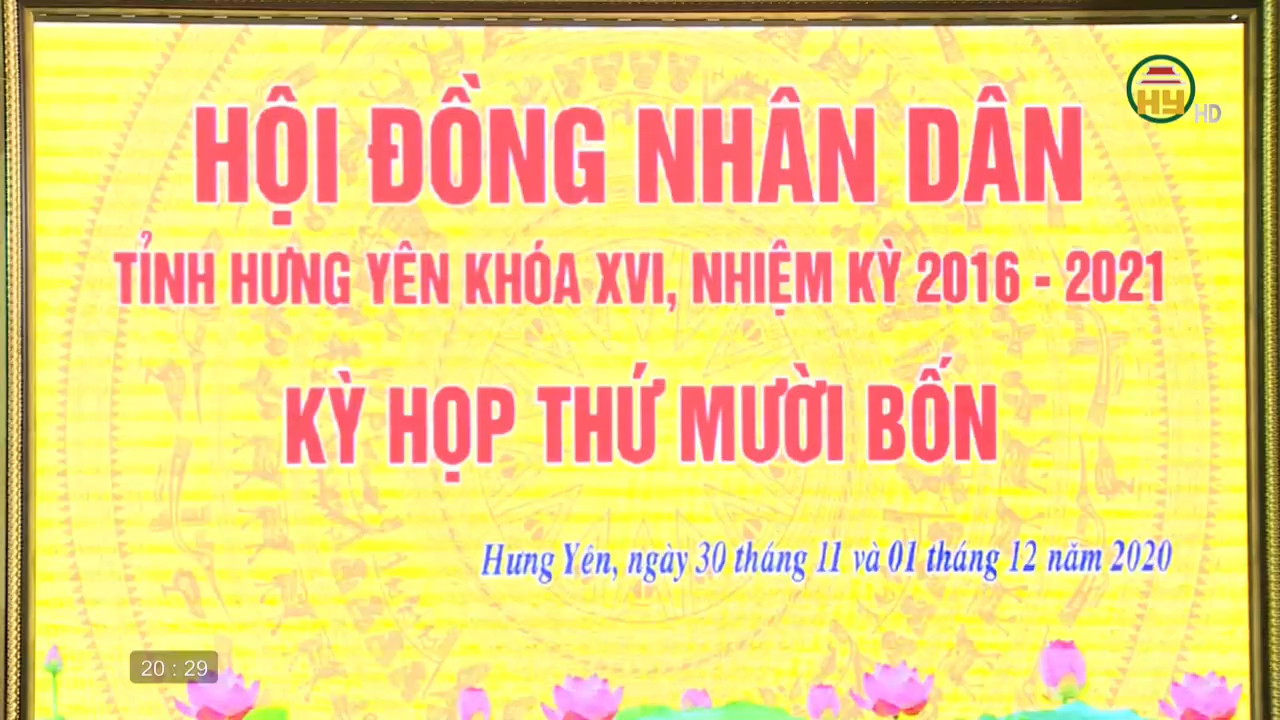 HY HD
HỘI ĐỒNG NHÂN DÂN
TỈNH HƯNG YÊN KHÓA XVI, NHIỆM KỲ 2016 - 2021
KỲ HỌP THỨ MƯỜI BỐN
Hưng Yên, ngày 30 tháng 11 và 01 tháng 12 năm 2020
20 : 29